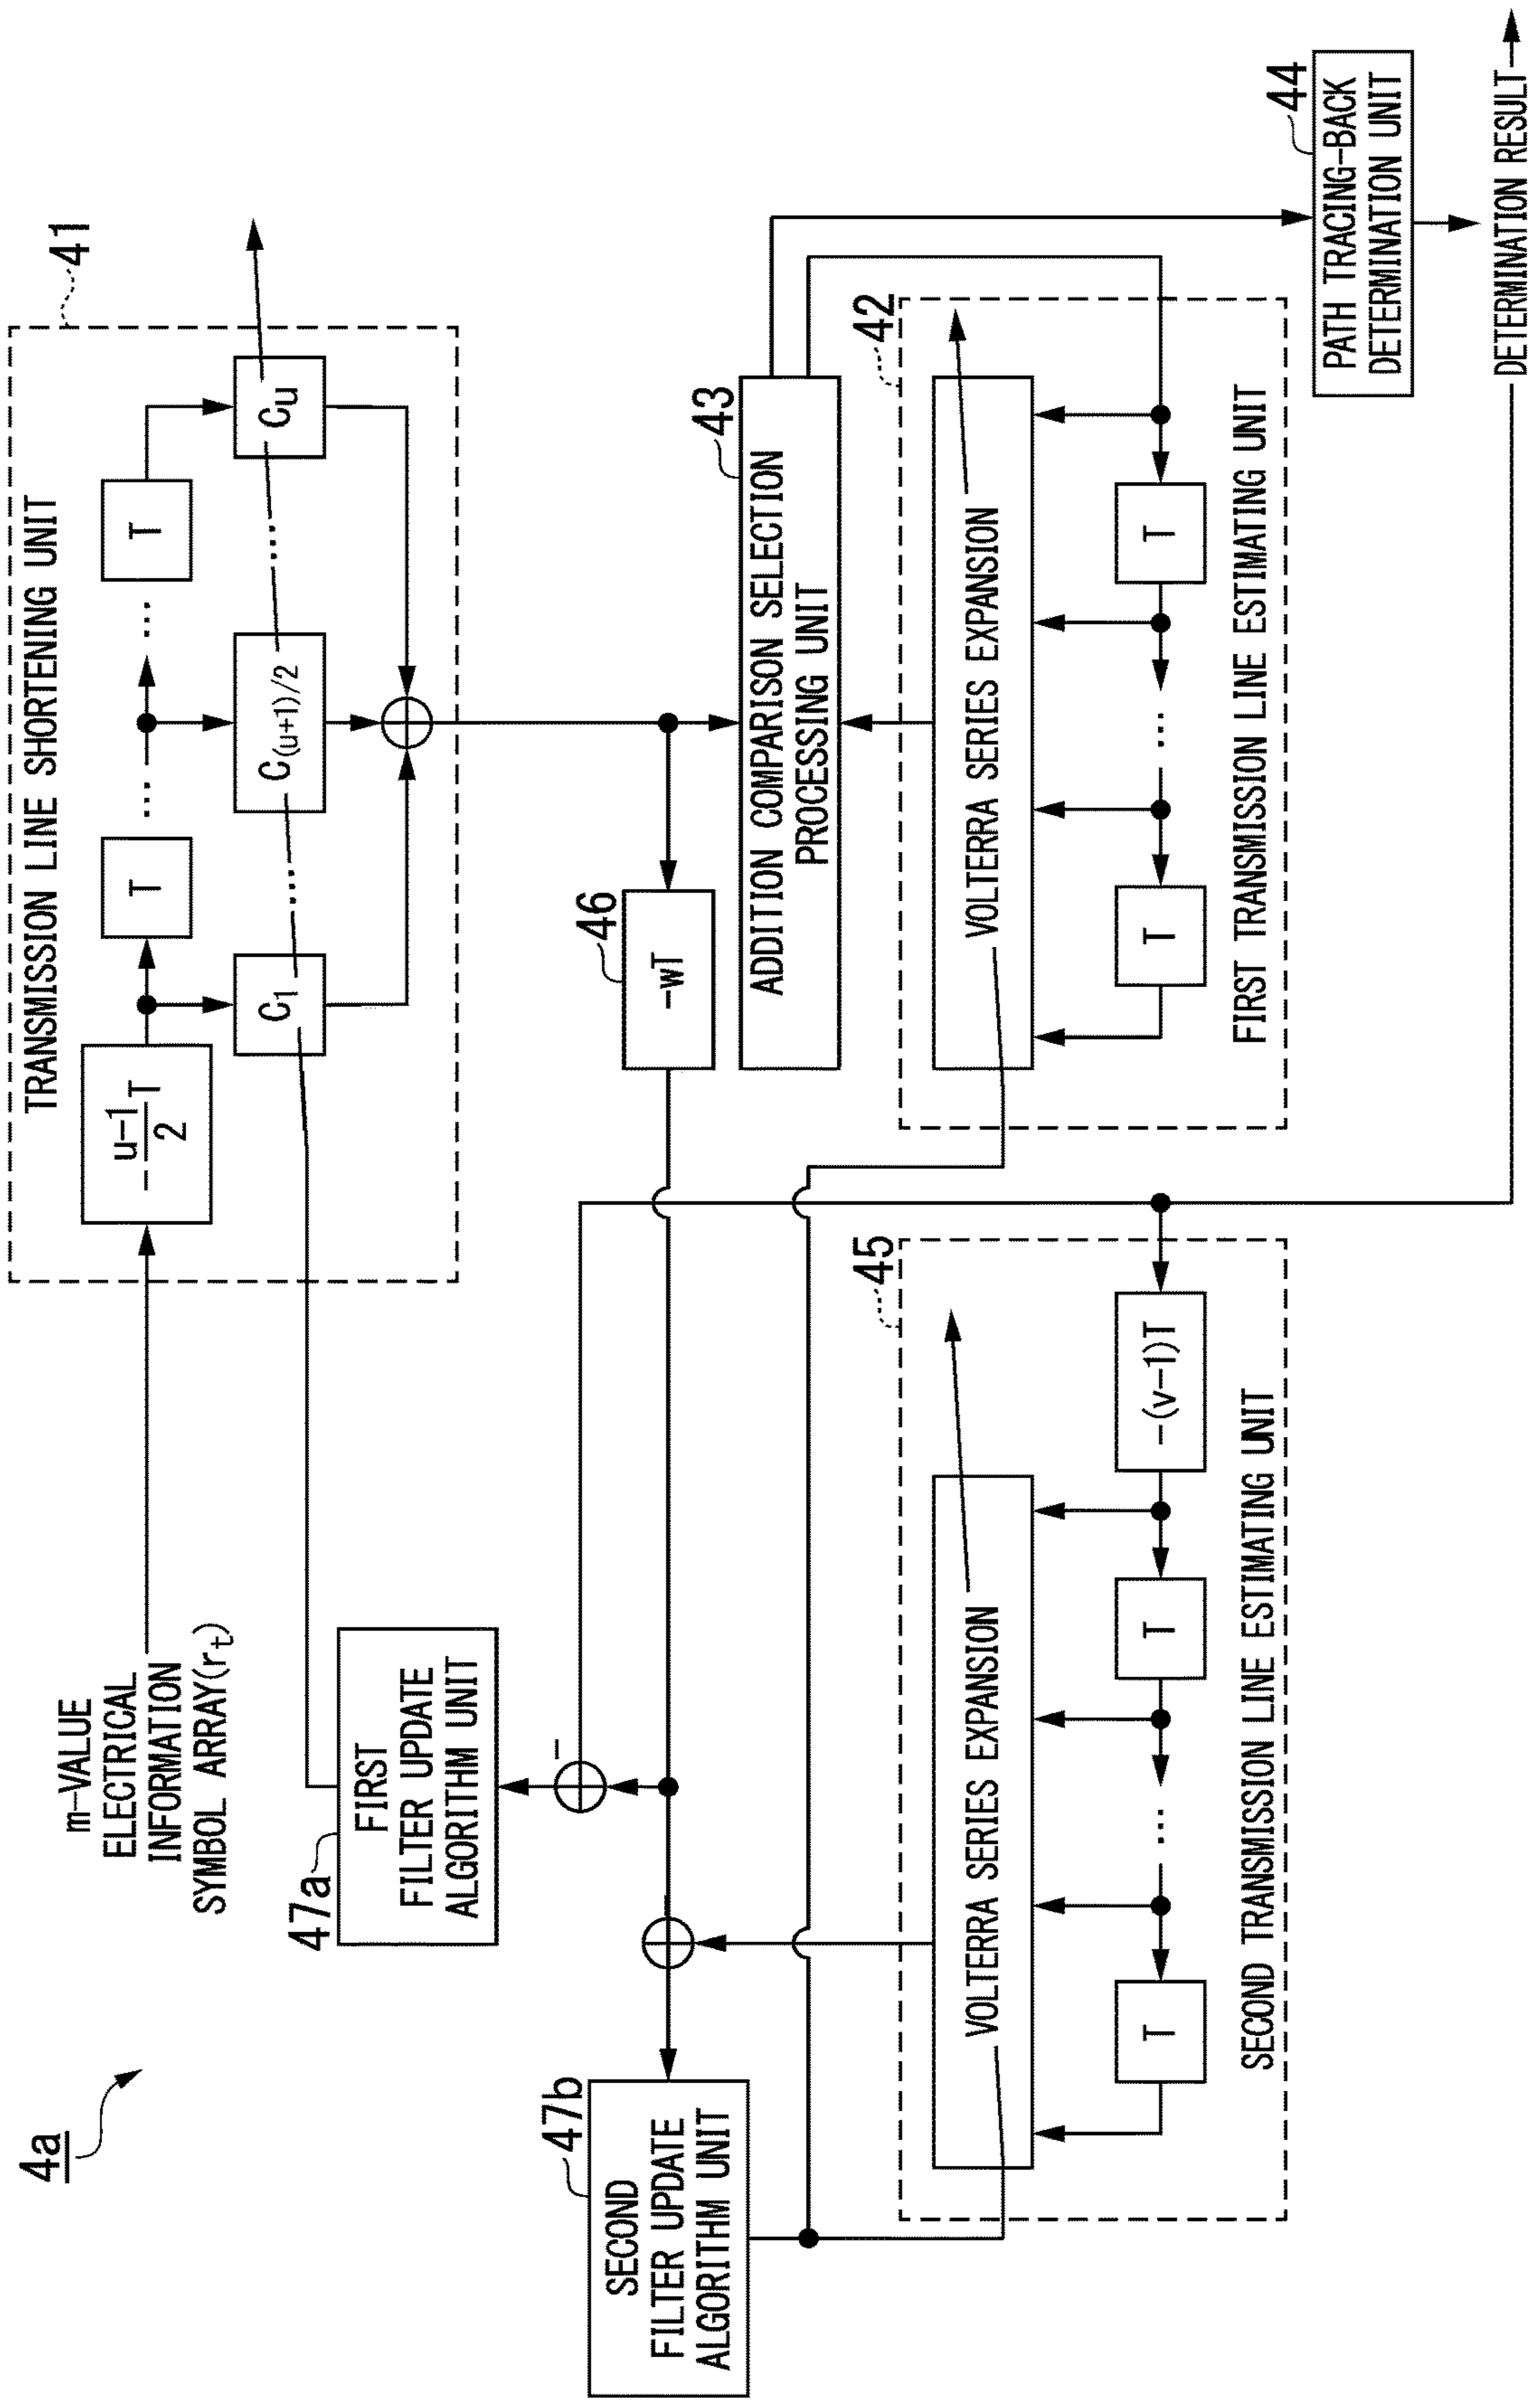 4a
m-VALUE
ELECTRICAL
INFORMATION
SYMBOL ARRAY(rt)
41
TRANSMISSION LINE SHORTENING UNIT
- u-1/2 T
T
...
...
T
C1
...
C(u+1)/2
...
Cu
47a
FIRST
FILTER UPDATE
ALGORITHM UNIT
-
46
-wT
-
47b
SECOND
FILTER UPDATE
ALGORITHM UNIT
43
ADDITION COMPARISON SELECTION
PROCESSING UNIT
45
VOLTERRA SERIES EXPANSION
T
...
T
-(v-1)T
SECOND TRANSMISSION LINE ESTIMATING UNIT
42
VOLTERRA SERIES EXPANSION
T
...
T
FIRST TRANSMISSION LINE ESTIMATING UNIT
44
PATH TRACING-BACK
DETERMINATION UNIT
DETERMINATION RESULT